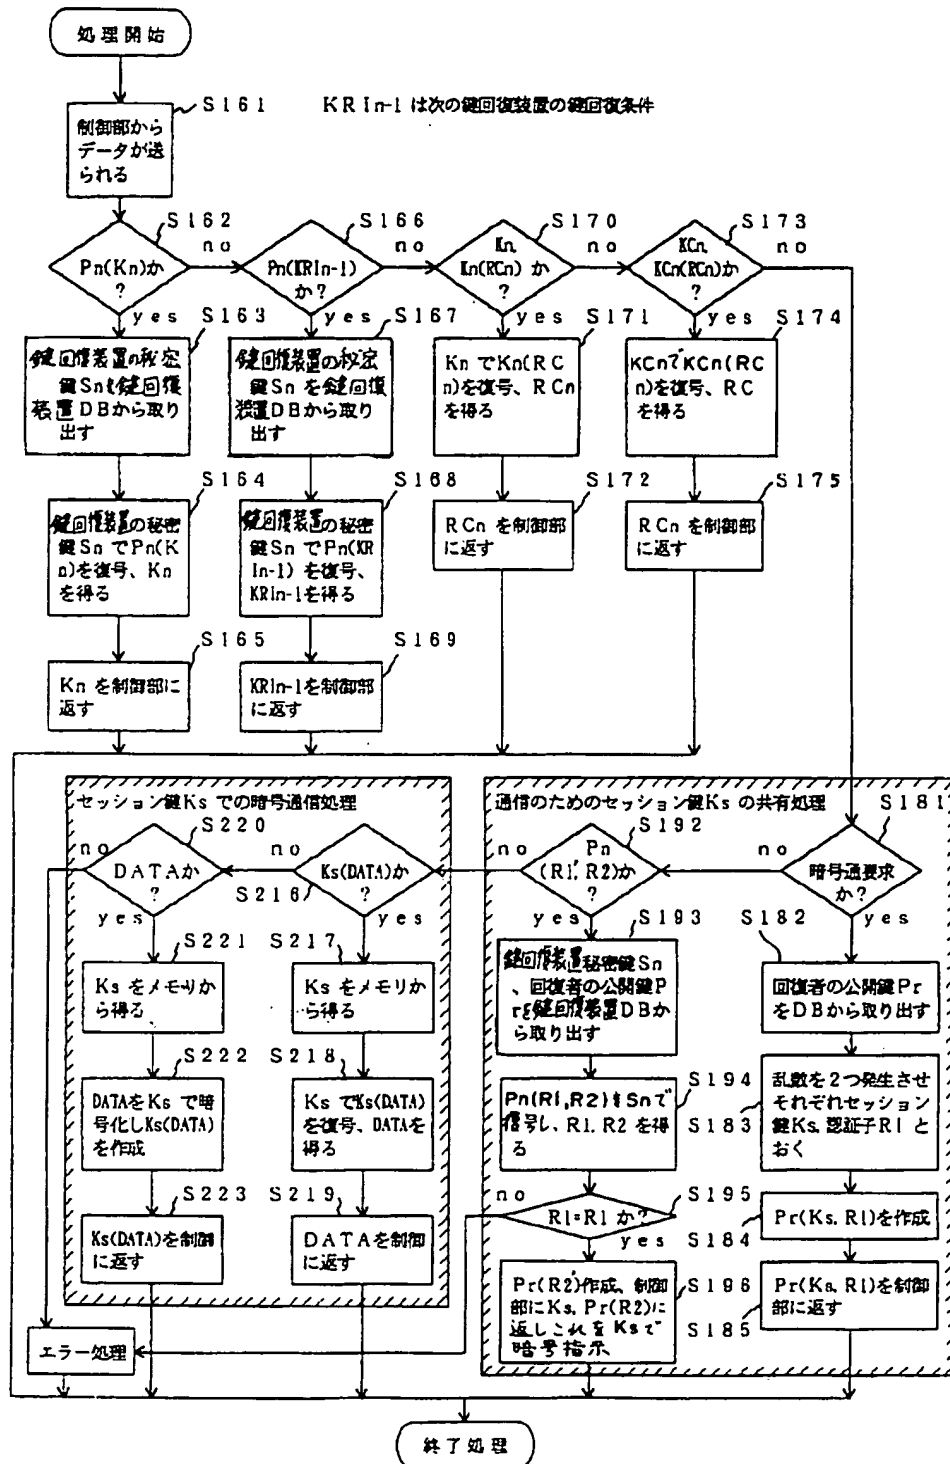 処理開始
S161
KRIn-1は次の鍵回復装置の鍵回復条件
制御部から
データが送
られる
S162
Pn(Kn)か
?
no
yes
S166
Pn(KRIn-1)
か?
no
yes
S170
Kn,
Kn(RCn)か
?
no
yes
S173
KCn,
KCn(RCn)か
?
no
yes
S163
鍵回復装置の秘密
鍵Snを鍵回復
装置DBから取り
出す
S167
鍵回復装置の秘密
鍵Snを鍵回復
装置DBから取り
出す
S171
KnでKn(RC
n)を復号、RCn
を得る
S174
KCnでKCn(RC
n)を復号、RC
を得る
S164
鍵回復装置の秘密
鍵SnでPn(K
n)を復号、Kn
を得る
S168
鍵回復装置の秘密
鍵SnでPn(KR
In-1)を復号、
KRIn-1を得る
S172
RCnを制御部
に返す
S175
RCnを制御部
に返す
S165
Knを制御部に
返す
S169
KRIn-1を制御部
に返す
セッション鍵Ksでの暗号通信処理
S220
DATAか
?
no
yes
S216
Ks(DATA)
か?
no
yes
S221
Ksをメモリか
ら得る
S217
Ksをメモリか
ら得る
S222
DATAをKsで暗
号化しKs(DATA)
を作成
S218
KsでKs(DATA)
を復号、DATAを
得る
S223
Ks(DATA)を制御
に返す
S219
DATAを制御
に返す
通信のためのセッション鍵Ksの共有処理
S181
暗号通要求
か?
no
yes
S192
Pn
(R1',R2)か
?
no
yes
S193
鍵回復装置秘密鍵Sn
、回復者の公開鍵P
rを鍵回復装置DBか
ら取り出す
S182
回復者の公開鍵Pr
をDBから取り出す
S194
Pn(R1,R2)をSnで
信号し、R1,R2を得
る
S183
乱数を2つ発生させ
それぞれセッション
鍵Ks,認証子R1と
おく
S195
R1=R1か?
no
yes
S184
Pr(Ks,R1)を作成
S196
Pr(R2')作成、制御
部にKs,Pr(R2)に
返しこれをKsで
暗号指示
S185
Pr(Ks,R1)を制御
部に返す
エラー処理
終了処理